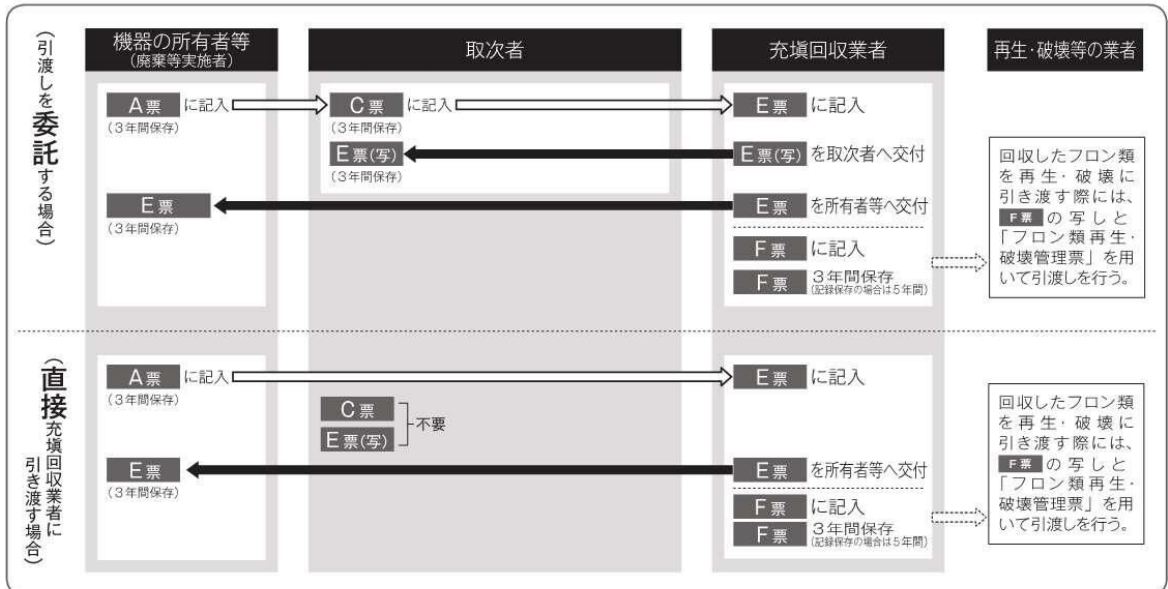 機器の所有者等
(廃棄等実施者)
取次者
充塡回収業者
再生・破壊等の業者
(引渡しを委託する場合)
A票 に記入
(3年間保存)
C票 に記入
(3年間保存)
E票 に記入
E票(写)
(3年間保存)
E票(写) を取次者へ交付
E票
(3年間保存)
E票 を所有者等へ交付
F票 に記入
F票 3年間保存
(記録保存の場合は5年間)
回収したフロン類
を再生・破壊に
引き渡す際には、
F票 の写しと
「フロン類再生・
破壊管理票」を用
いて引渡しを行う。
(直接充塡回収業者に
引き渡す場合)
A票 に記入
(3年間保存)
E票 に記入
C票
E票(写)
不要
E票
(3年間保存)
E票 を所有者等へ交付
F票 に記入
F票 3年間保存
(記録保存の場合は5年間)
回収したフロン類
を再生・破壊に
引き渡す際には、
F票 の写しと
「フロン類再生・
破壊管理票」を用
いて引渡しを行う。